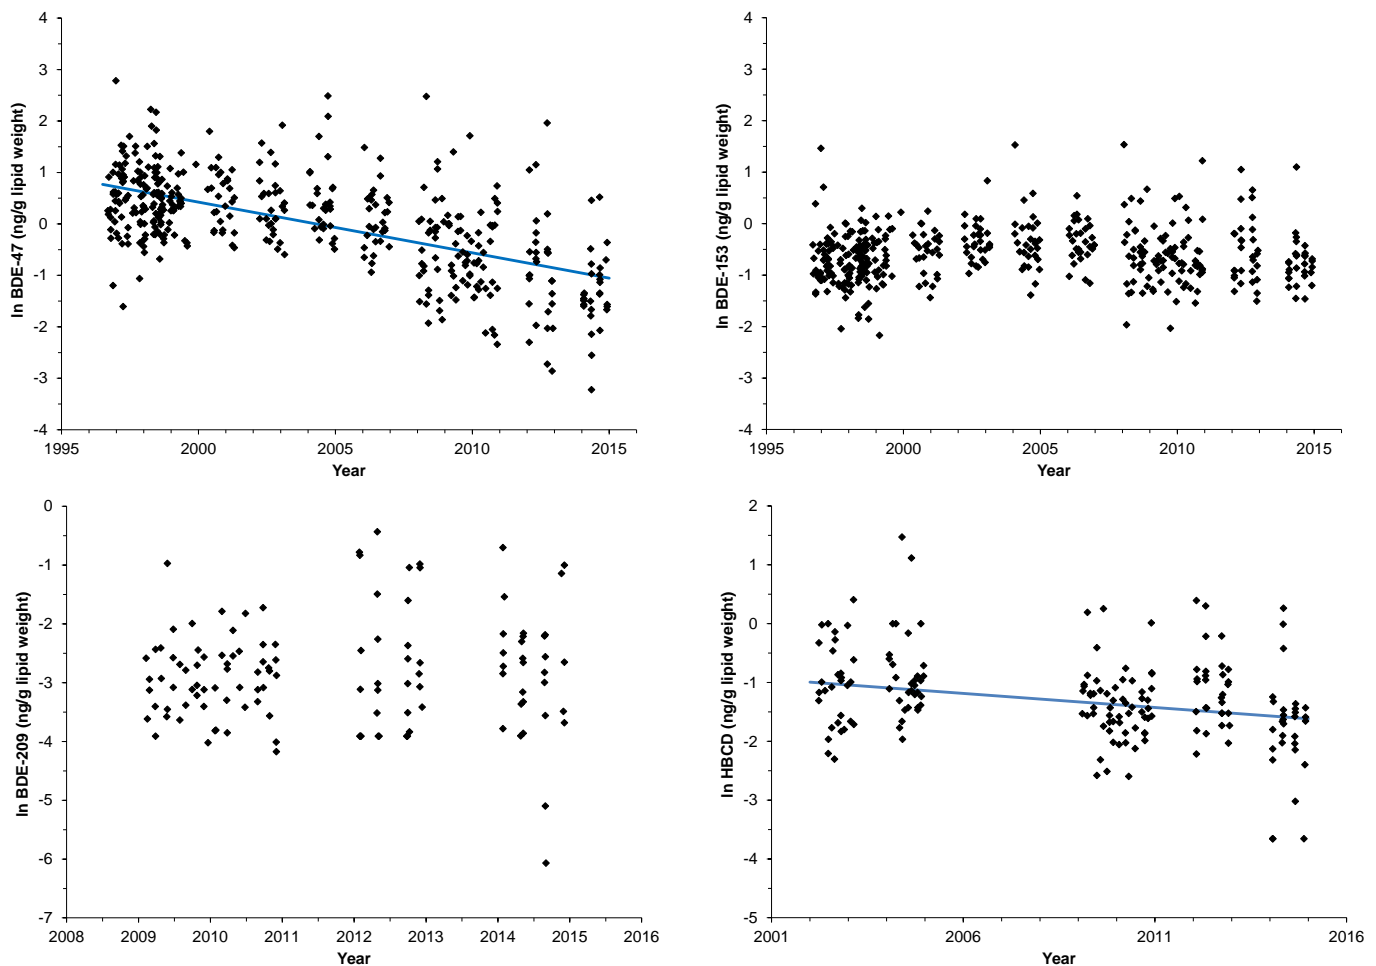 4
3
2
1
0
-1
-2
-3
-4
ln BDE-47 (ng/g lipid weight)
1995 2000 2005 2010 2015
Year
4
3
2
1
0
-1
-2
-3
-4
ln BDE-153 (ng/g lipid weight)
1995 2000 2005 2010 2015
Year
0
-1
-2
-3
-4
-5
-6
-7
ln BDE-209 (ng/g lipid weight)
2008 2009 2010 2011 2012 2013 2014 2015 2016
Year
2
1
0
-1
-2
-3
-4
-5
ln HBCD (ng/g lipid weight)
2001 2006 2011 2016
Year